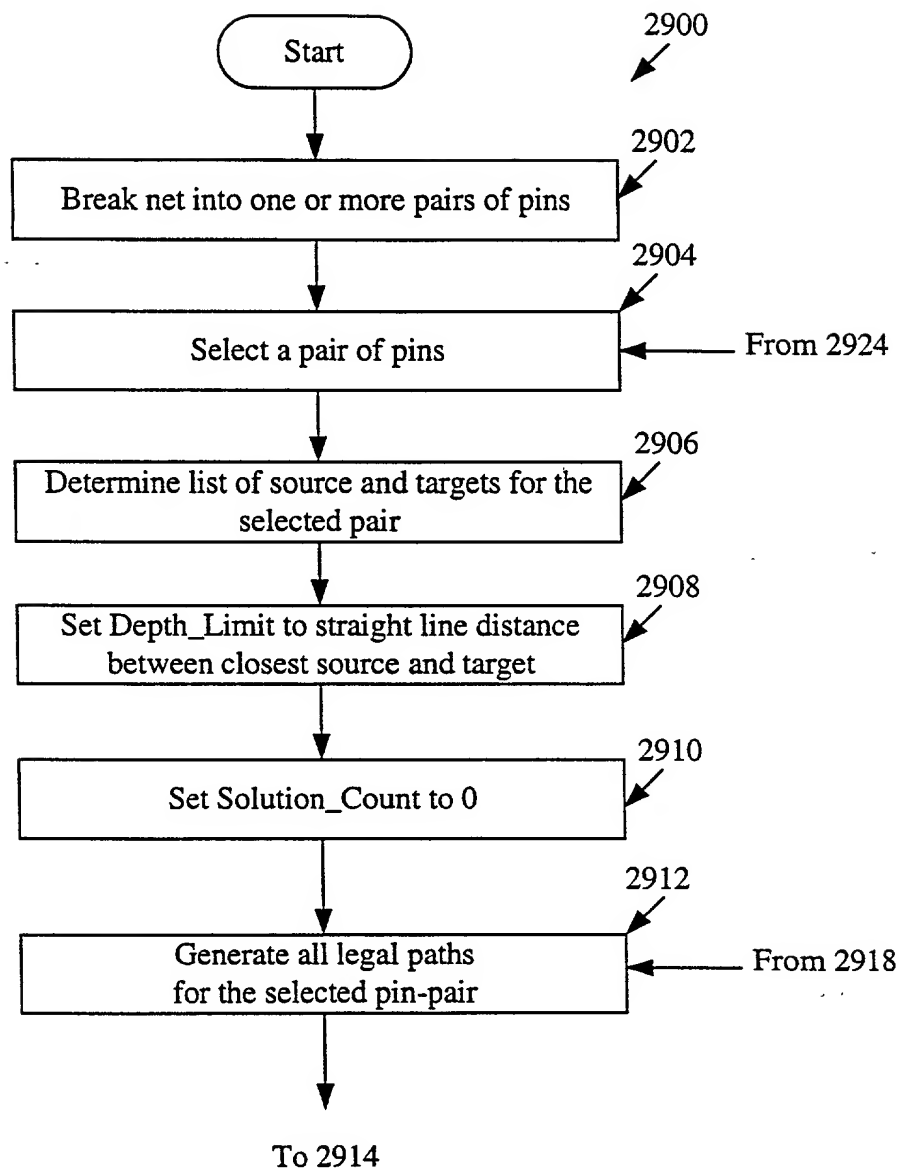 Start
2900
2902
Break net into one or more pairs of pins
2904
Select a pair of pins
From 2924
2906
Determine list of source and targets for the
selected pair
2908
Set Depth_Limit to straight line distance
between closest source and target
2910
Set Solution_Count to 0
2912
Generate all legal paths
for the selected pin-pair
From 2918
To 2914